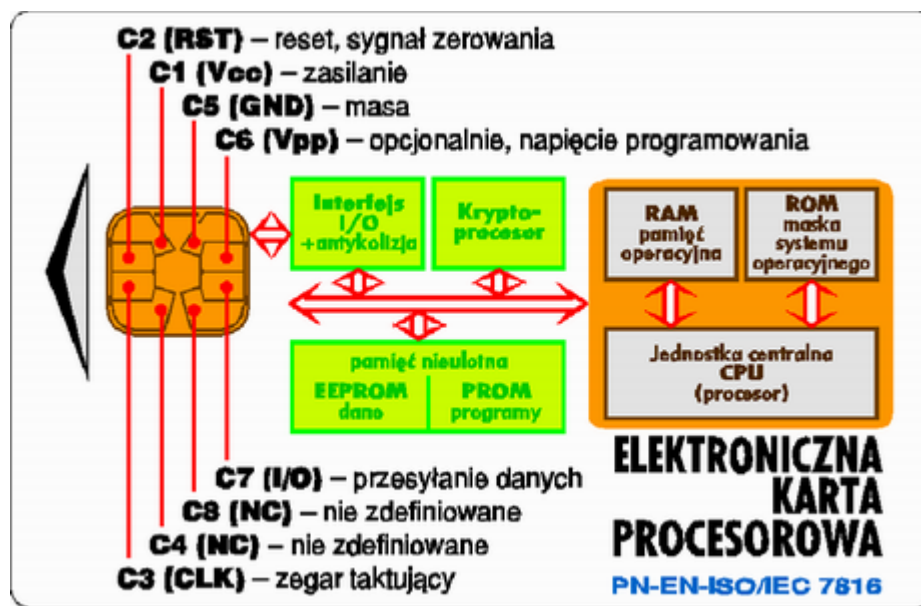 C2 (RST) – reset, sygnał zerowania
C1 (Vcc) – zasilanie
C5 (GND) – masa
C6 (Vpp) – opcjonalnie, napięcie programowania
Interfejs
I/O
+antykolizja
Krypto-
procesor
RAM
pamięć
operacyjna
ROM
maska
systemu
operacyjnego
pamięć nieulotna
EEPROM
dane
PROM
programy
Jednostka centralna
CPU
(procesor)
C7 (I/O) – przesyłanie danych
C8 (NC) – nie zdefiniowane
C4 (NC) – nie zdefiniowane
C3 (CLK) – zegar taktujący
ELEKTRONICZNA
KARTA
PROCESOROWA
PN-EN-ISO/IEC 7816